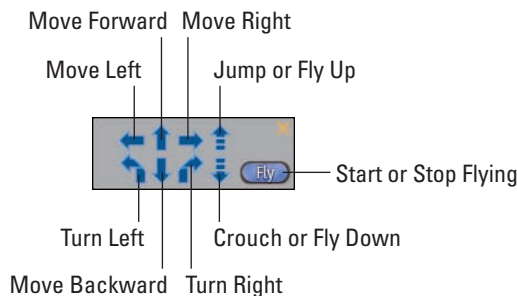 Move Forward Move Right
Move Left Jump or Fly Up
Fly Start or Stop Flying
Turn Left Crouch or Fly Down
Move Backward Turn Right